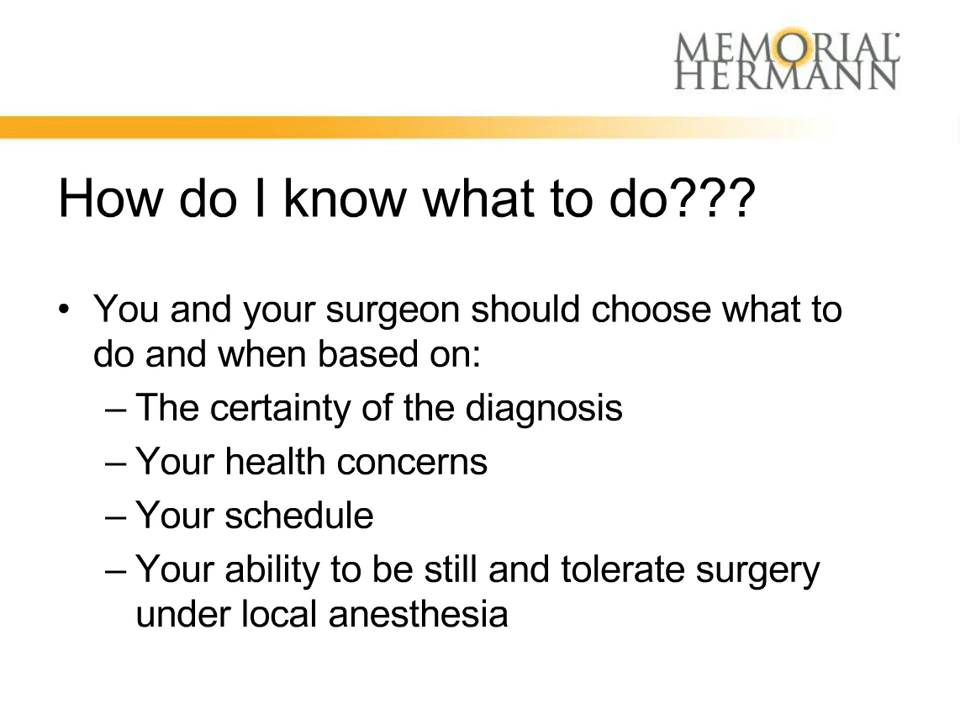 MEMORIAL
HERMANN
How do I know what to do???
• You and your surgeon should choose what to
do and when based on:
– The certainty of the diagnosis
– Your health concerns
– Your schedule
– Your ability to be still and tolerate surgery
under local anesthesia